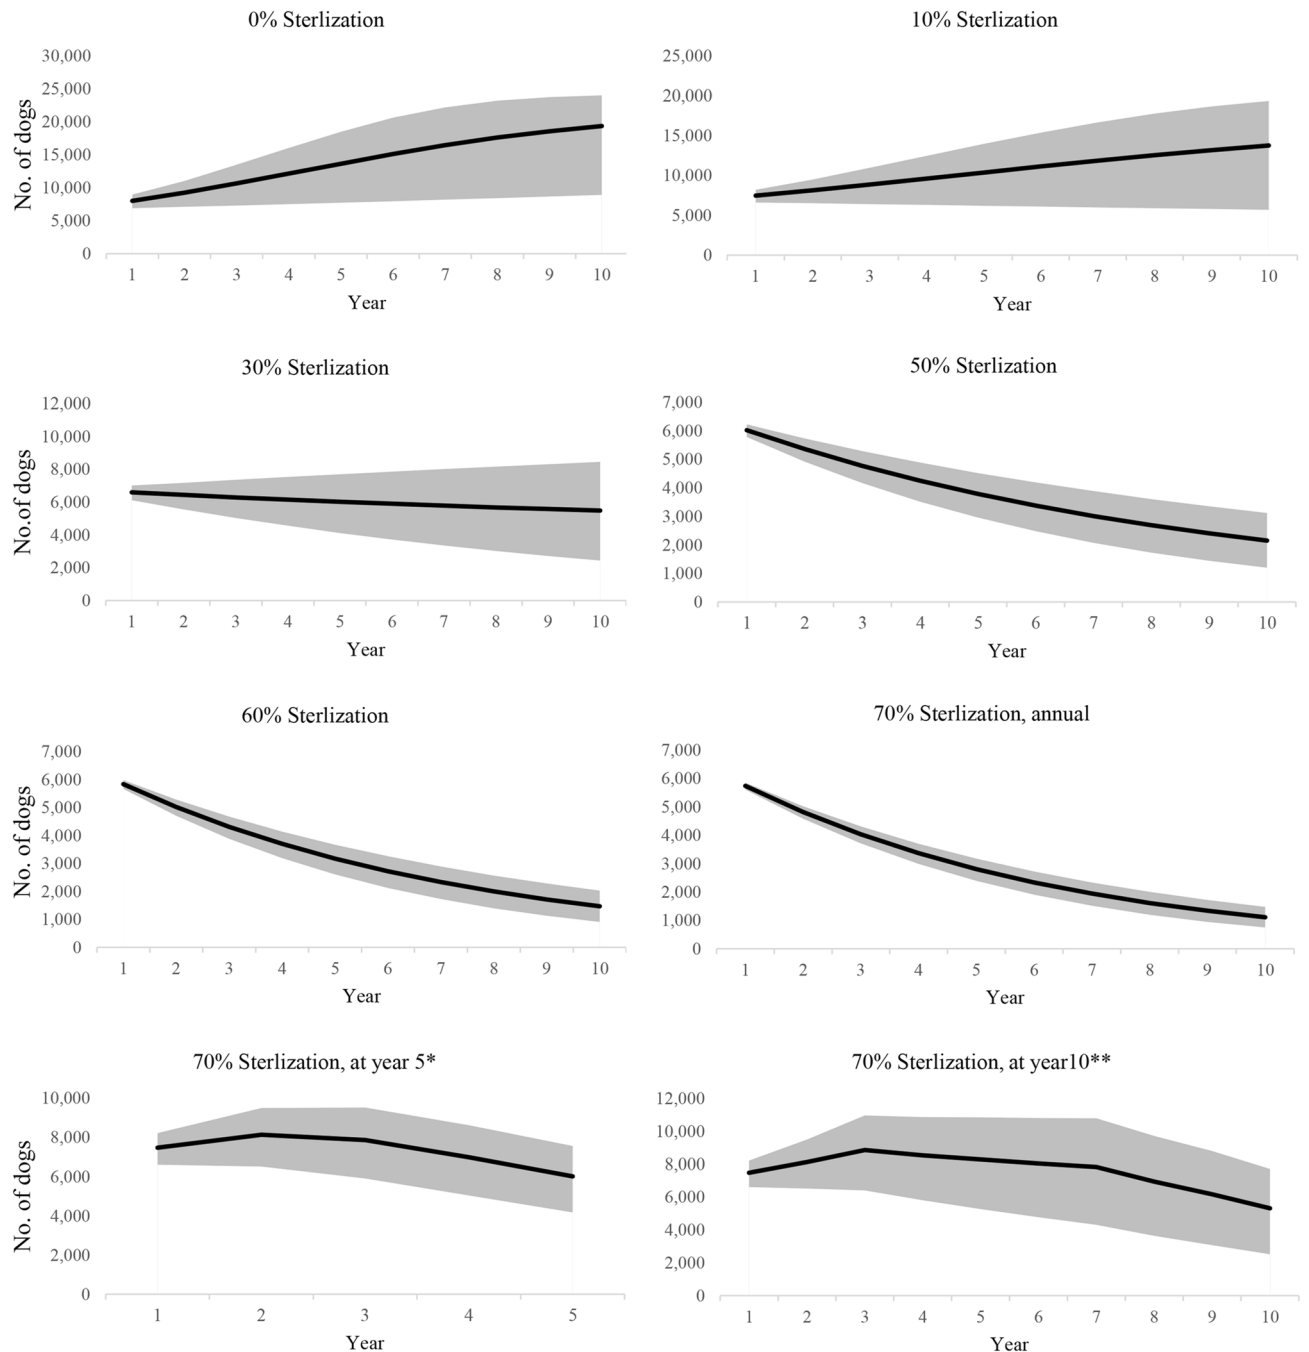 0% Sterlization
30,000
25,000
20,000
15,000
10,000
5,000
0
No. of dogs
1 2 3 4 5 6 7 8 9 10
Year
10% Sterlization
25,000
20,000
15,000
10,000
5,000
0
1 2 3 4 5 6 7 8 9 10
Year
30% Sterlization
12,000
10,000
8,000
6,000
4,000
2,000
0
No.of dogs
1 2 3 4 5 6 7 8 9 10
Year
50% Sterlization
7,000
6,000
5,000
4,000
3,000
2,000
1,000
0
1 2 3 4 5 6 7 8 9 10
Year
60% Sterlization
7,000
6,000
5,000
4,000
3,000
2,000
1,000
0
No. of dogs
1 2 3 4 5 6 7 8 9 10
Year
70% Sterlization, annual
7,000
6,000
5,000
4,000
3,000
2,000
1,000
0
1 2 3 4 5 6 7 8 9 10
Year
70% Sterlization, at year 5*
10,000
8,000
6,000
4,000
2,000
0
No. of dogs
1 2 3 4 5
Year
70% Sterlization, at year10**
12,000
10,000
8,000
6,000
4,000
2,000
0
1 2 3 4 5 6 7 8 9 10
Year